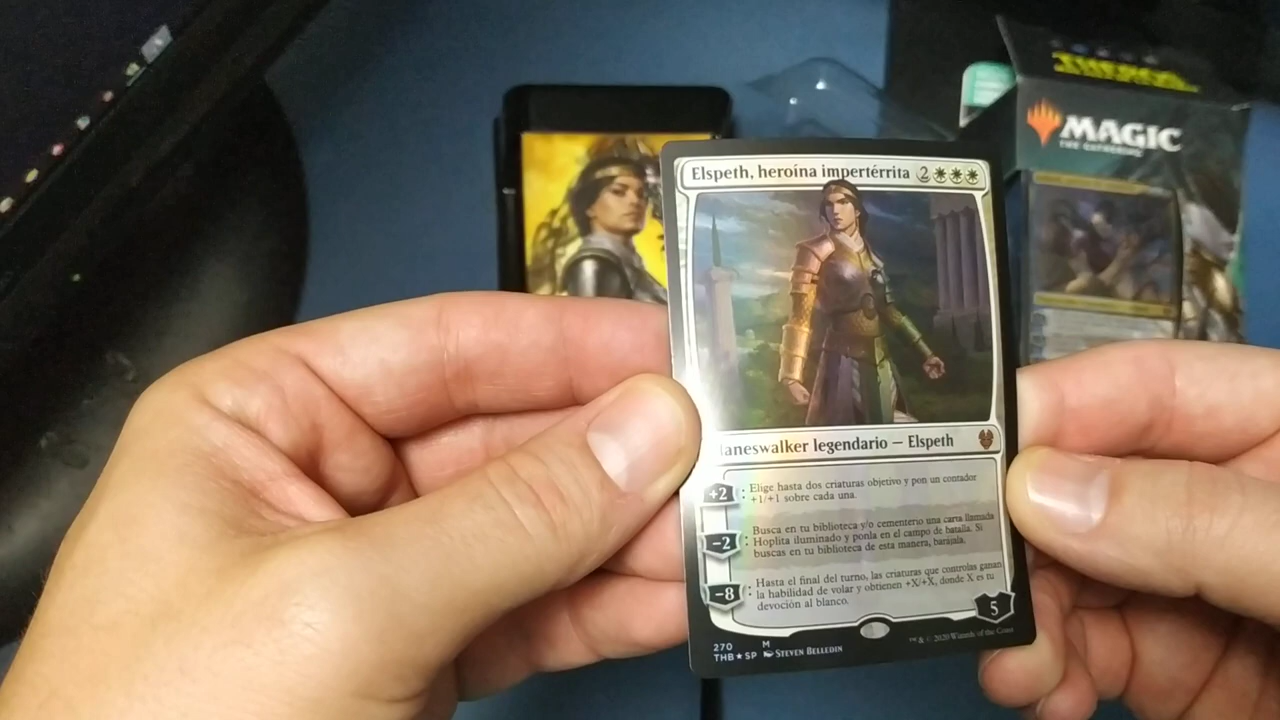 THEROS
MAGIC
THE GATHERING
Elspeth, heroína impertérrita 2
laneswalker legendario — Elspeth
+2: Elige hasta dos criaturas objetivo y pon un contador
+1/+1 sobre cada una.
−2: Busca en tu biblioteca y/o cementerio una carta llamada
Hoplita iluminado y ponla en el campo de batalla. Si
buscas en tu biblioteca de esta manera, barájala.
−8: Hasta el final del turno, las criaturas que controlas ganan
la habilidad de volar y obtienen +X/+X, donde X es tu
devoción al blanco.
5
270 M
THB★SP STEVEN BELLEDIN
™ & © 2020 Wizards of the Coast